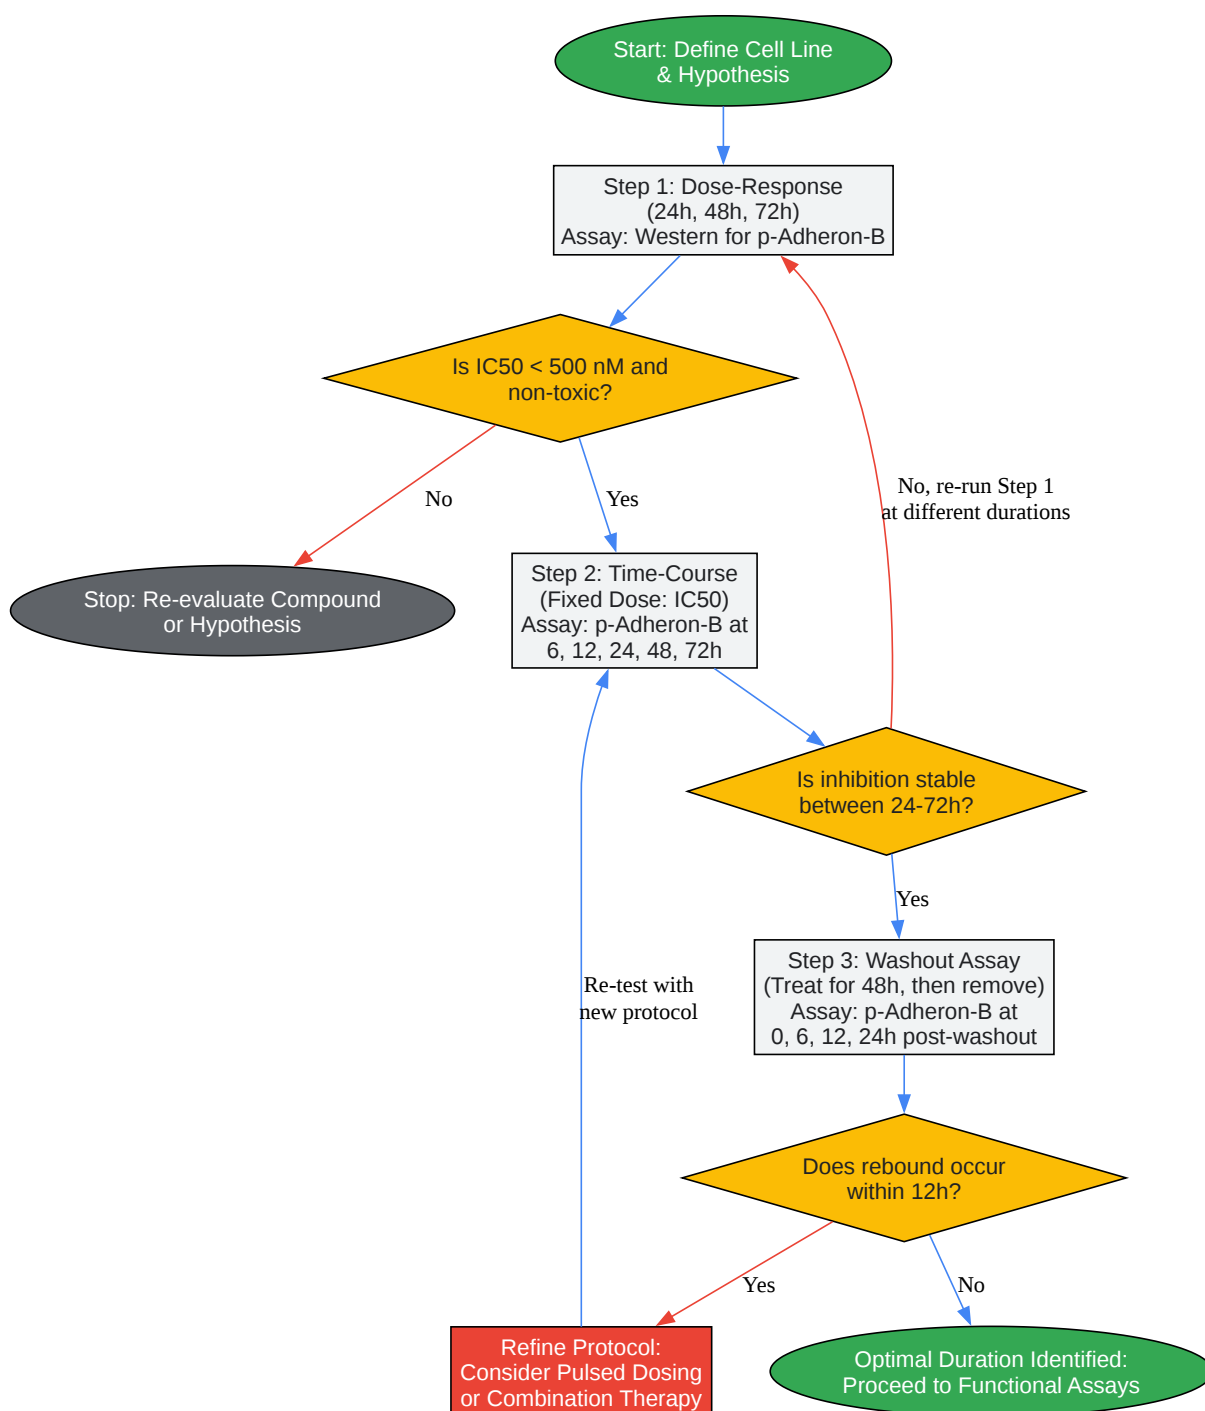 Start: Define Cell Line
& Hypothesis
Step 1: Dose-Response
(24h, 48h, 72h)
Assay: Western for p-Adheron-B
Is IC50 < 500 nM and
non-toxic?
No, re-run Step 1
at different durations
No
Yes
Step 2: Time-Course
(Fixed Dose: IC50)
Assay: p-Adheron-B at
6, 12, 24, 48, 72h
Stop: Re-evaluate Compound
or Hypothesis
Is inhibition stable
between 24-72h?
Yes
Step 3: Washout Assay
(Treat for 48h, then remove)
Assay: p-Adheron-B at
0, 6, 12, 24h post-washout
Re-test with
new protocol
Does rebound occur
within 12h?
Yes
No
Refine Protocol:
Consider Pulsed Dosing
or Combination Therapy
Optimal Duration Identified:
Proceed to Functional Assays